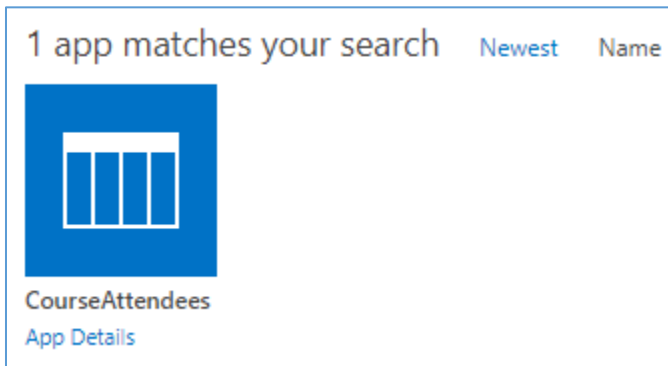 1 app matches your search Newest Name
CourseAttendees
App Details